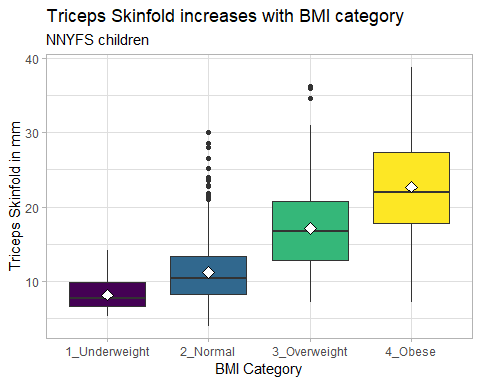 Triceps Skinfold increases with BMI category
NNYFS children
Triceps Skinfold in mm
40
30
20
10
1_Underweight 2_Normal 3_Overweight 4_Obese
BMI Category